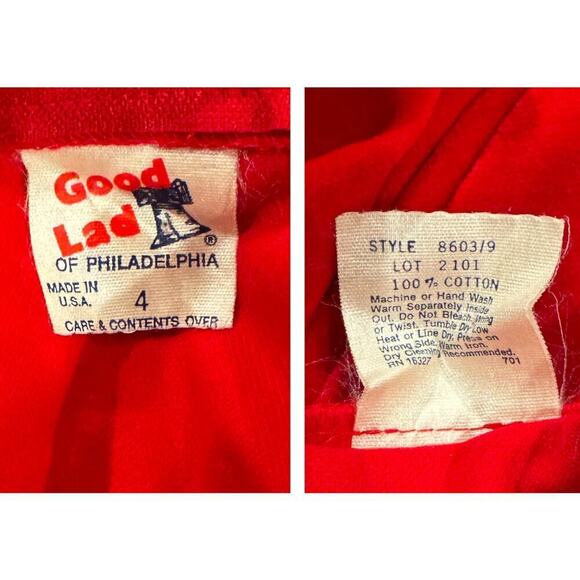 Good
Lad ®
OF PHILADELPHIA
MADE IN
U.S.A.
4
CARE & CONTENTS OVER
STYLE 8603/9
LOT 2101
100% COTTON
Machine or Hand Wash
Warm Separately Inside
Out. Do Not Bleach, Wring
or Twist. Tumble Dry Low
Heat or Line Dry. Press on
Wrong Side, Warm Iron.
Dry Cleaning Recommended.
RN 16327 701